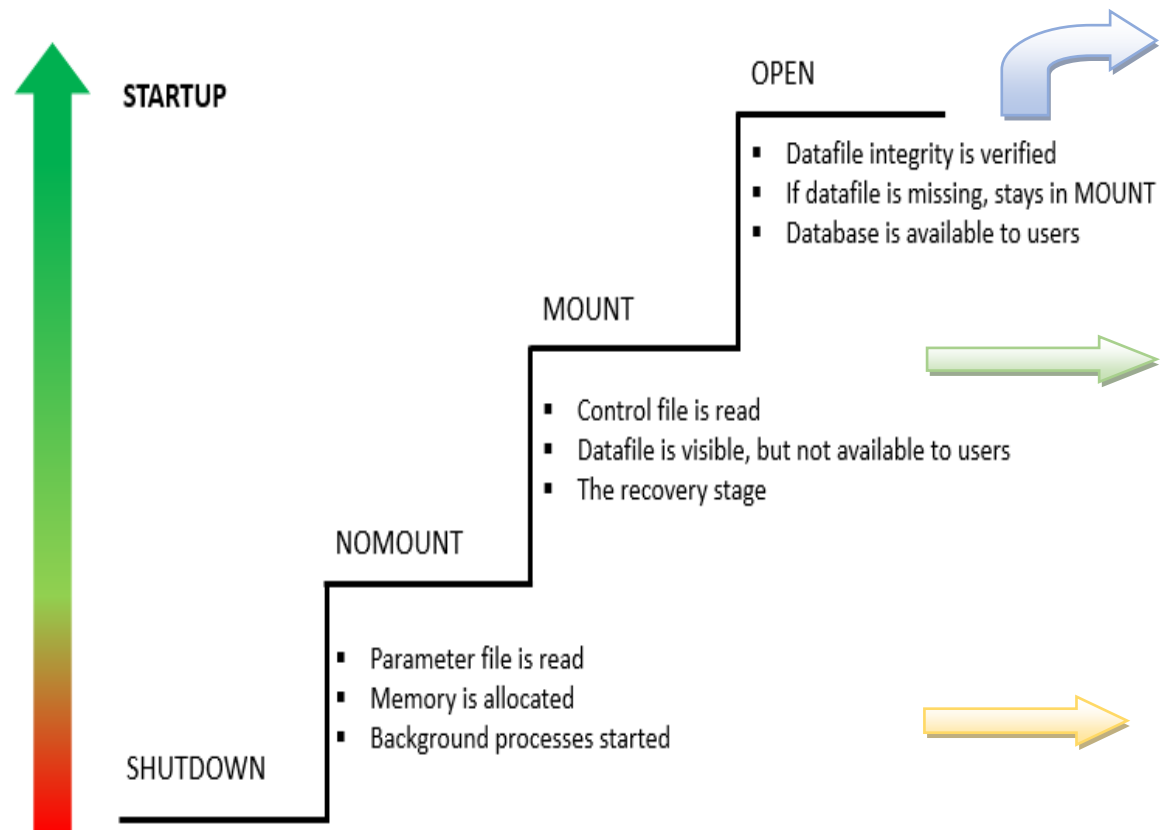 STARTUP
OPEN
▪ Datafile integrity is verified
▪ If datafile is missing, stays in MOUNT
▪ Database is available to users
MOUNT
▪ Control file is read
▪ Datafile is visible, but not available to users
▪ The recovery stage
NOMOUNT
▪ Parameter file is read
▪ Memory is allocated
▪ Background processes started
SHUTDOWN